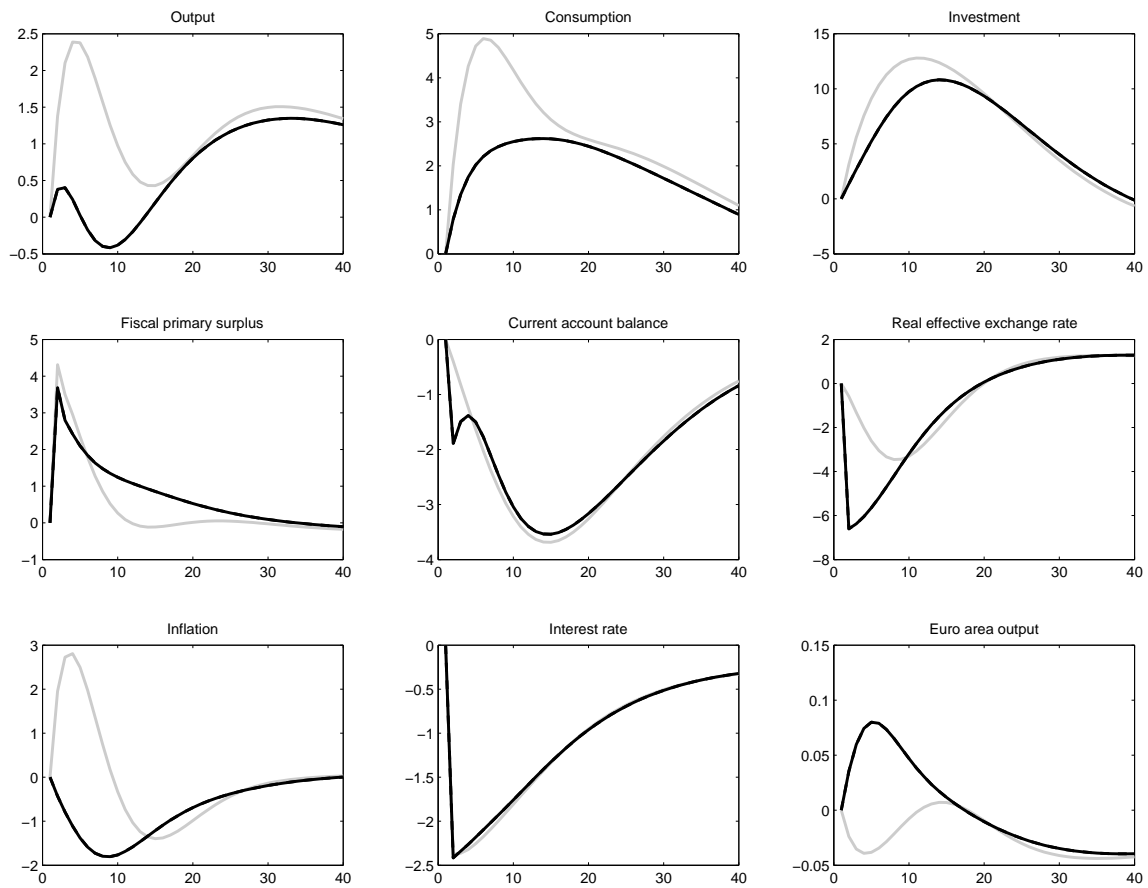 Output
Consumption
Investment
2.5
2
1.5
1
0.5
0
−0.5
0 10 20 30 40
5
4
3
2
1
0
0 10 20 30 40
15
10
5
0
−5
0 10 20 30 40
Fiscal primary surplus
Current account balance
Real effective exchange rate
5
4
3
2
1
0
−1
0 10 20 30 40
0
−1
−2
−3
−4
0 10 20 30 40
2
0
−2
−4
−6
−8
0 10 20 30 40
Inflation
Interest rate
Euro area output
3
2
1
0
−1
−2
0 10 20 30 40
0
−0.5
−1
−1.5
−2
−2.5
0 10 20 30 40
0.15
0.1
0.05
0
−0.05
0 10 20 30 40